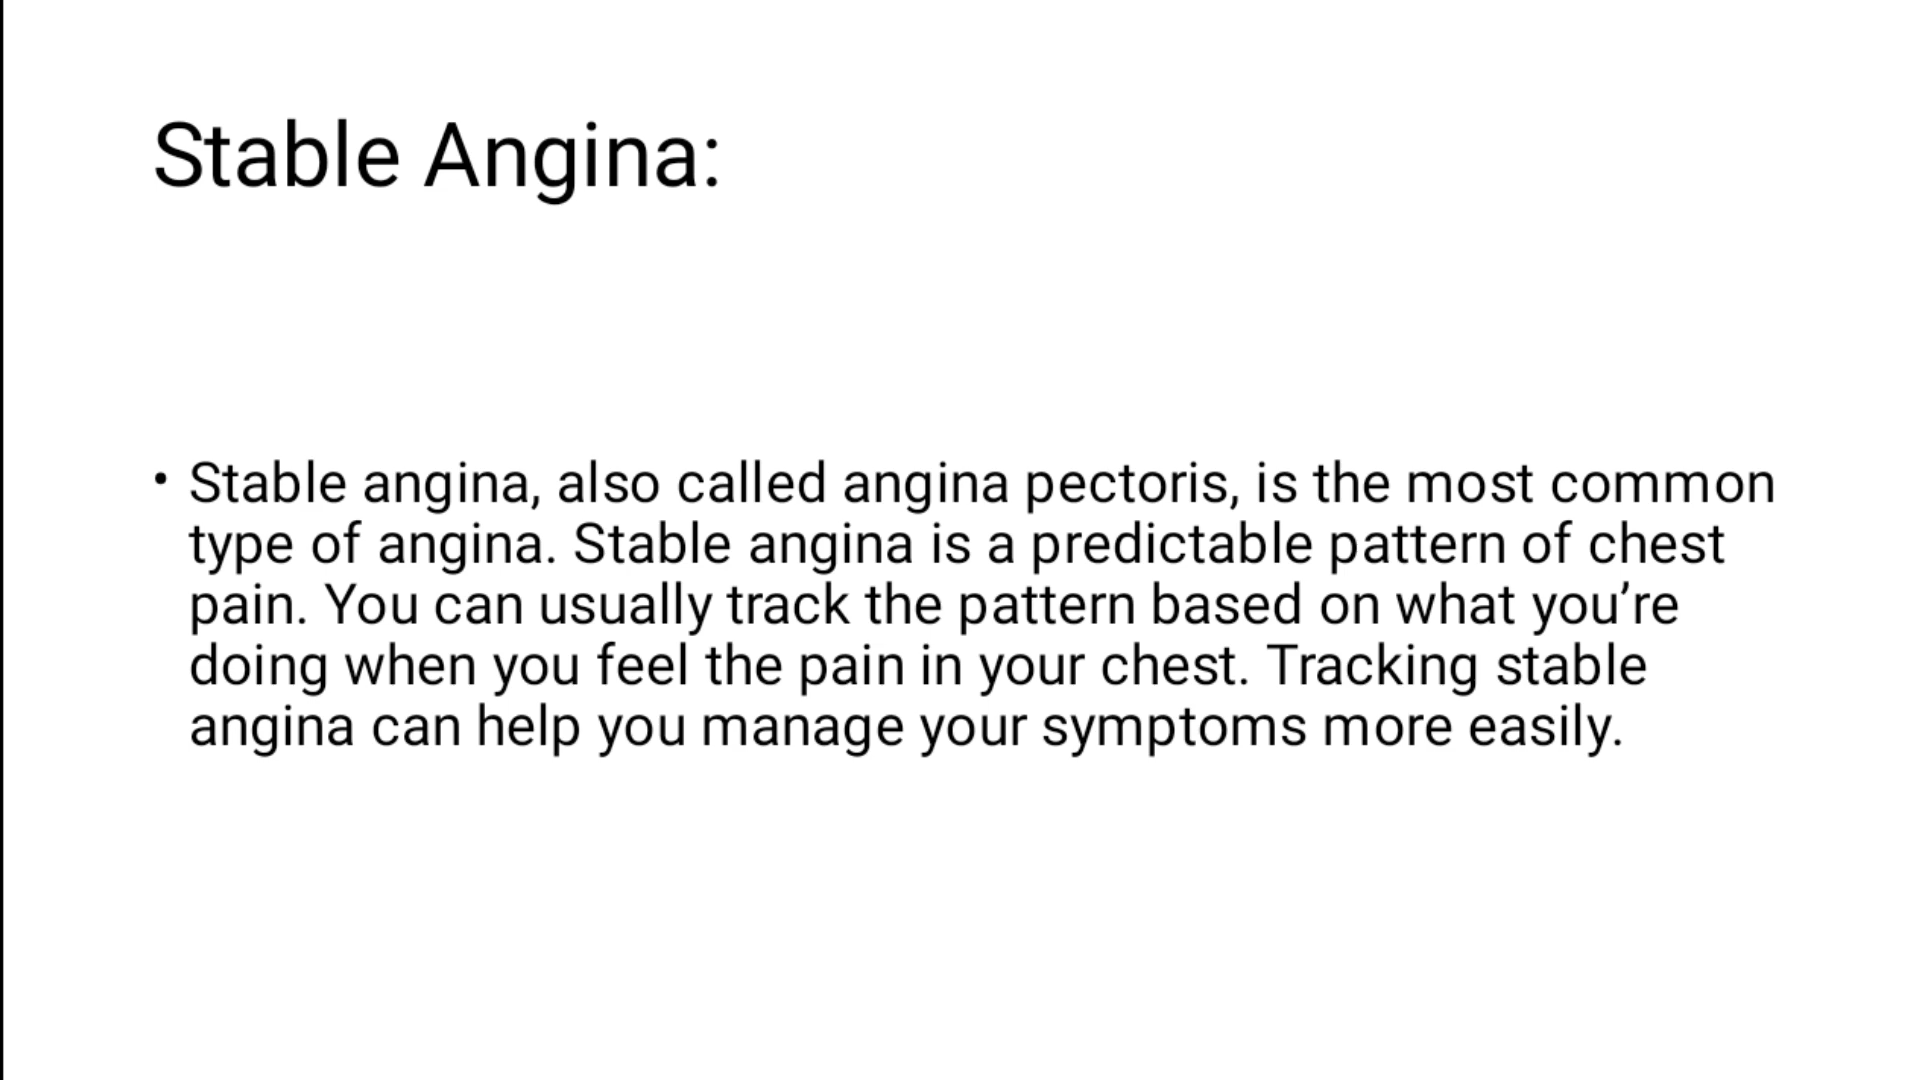 Stable Angina:
• Stable angina, also called angina pectoris, is the most common
type of angina. Stable angina is a predictable pattern of chest
pain. You can usually track the pattern based on what you’re
doing when you feel the pain in your chest. Tracking stable
angina can help you manage your symptoms more easily.